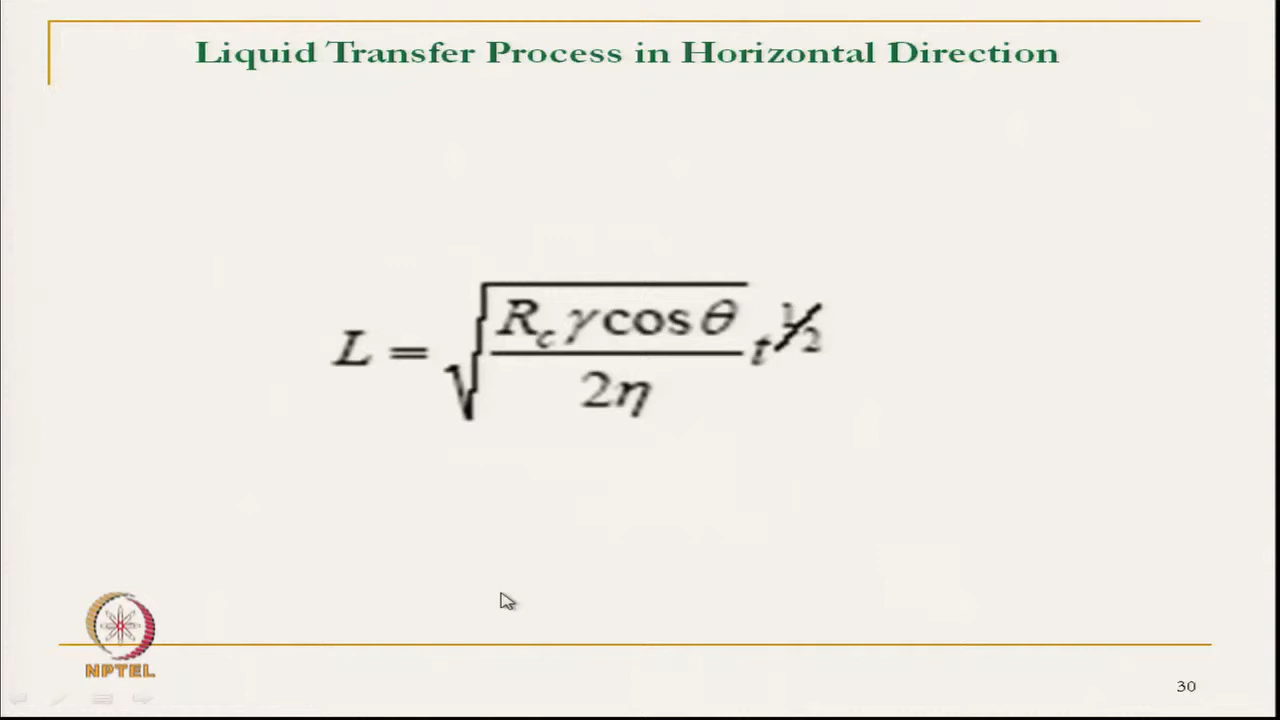 Liquid Transfer Process in Horizontal Direction
L = √(R_c γ cos θ / 2η) t^{1/2}
NPTEL
30